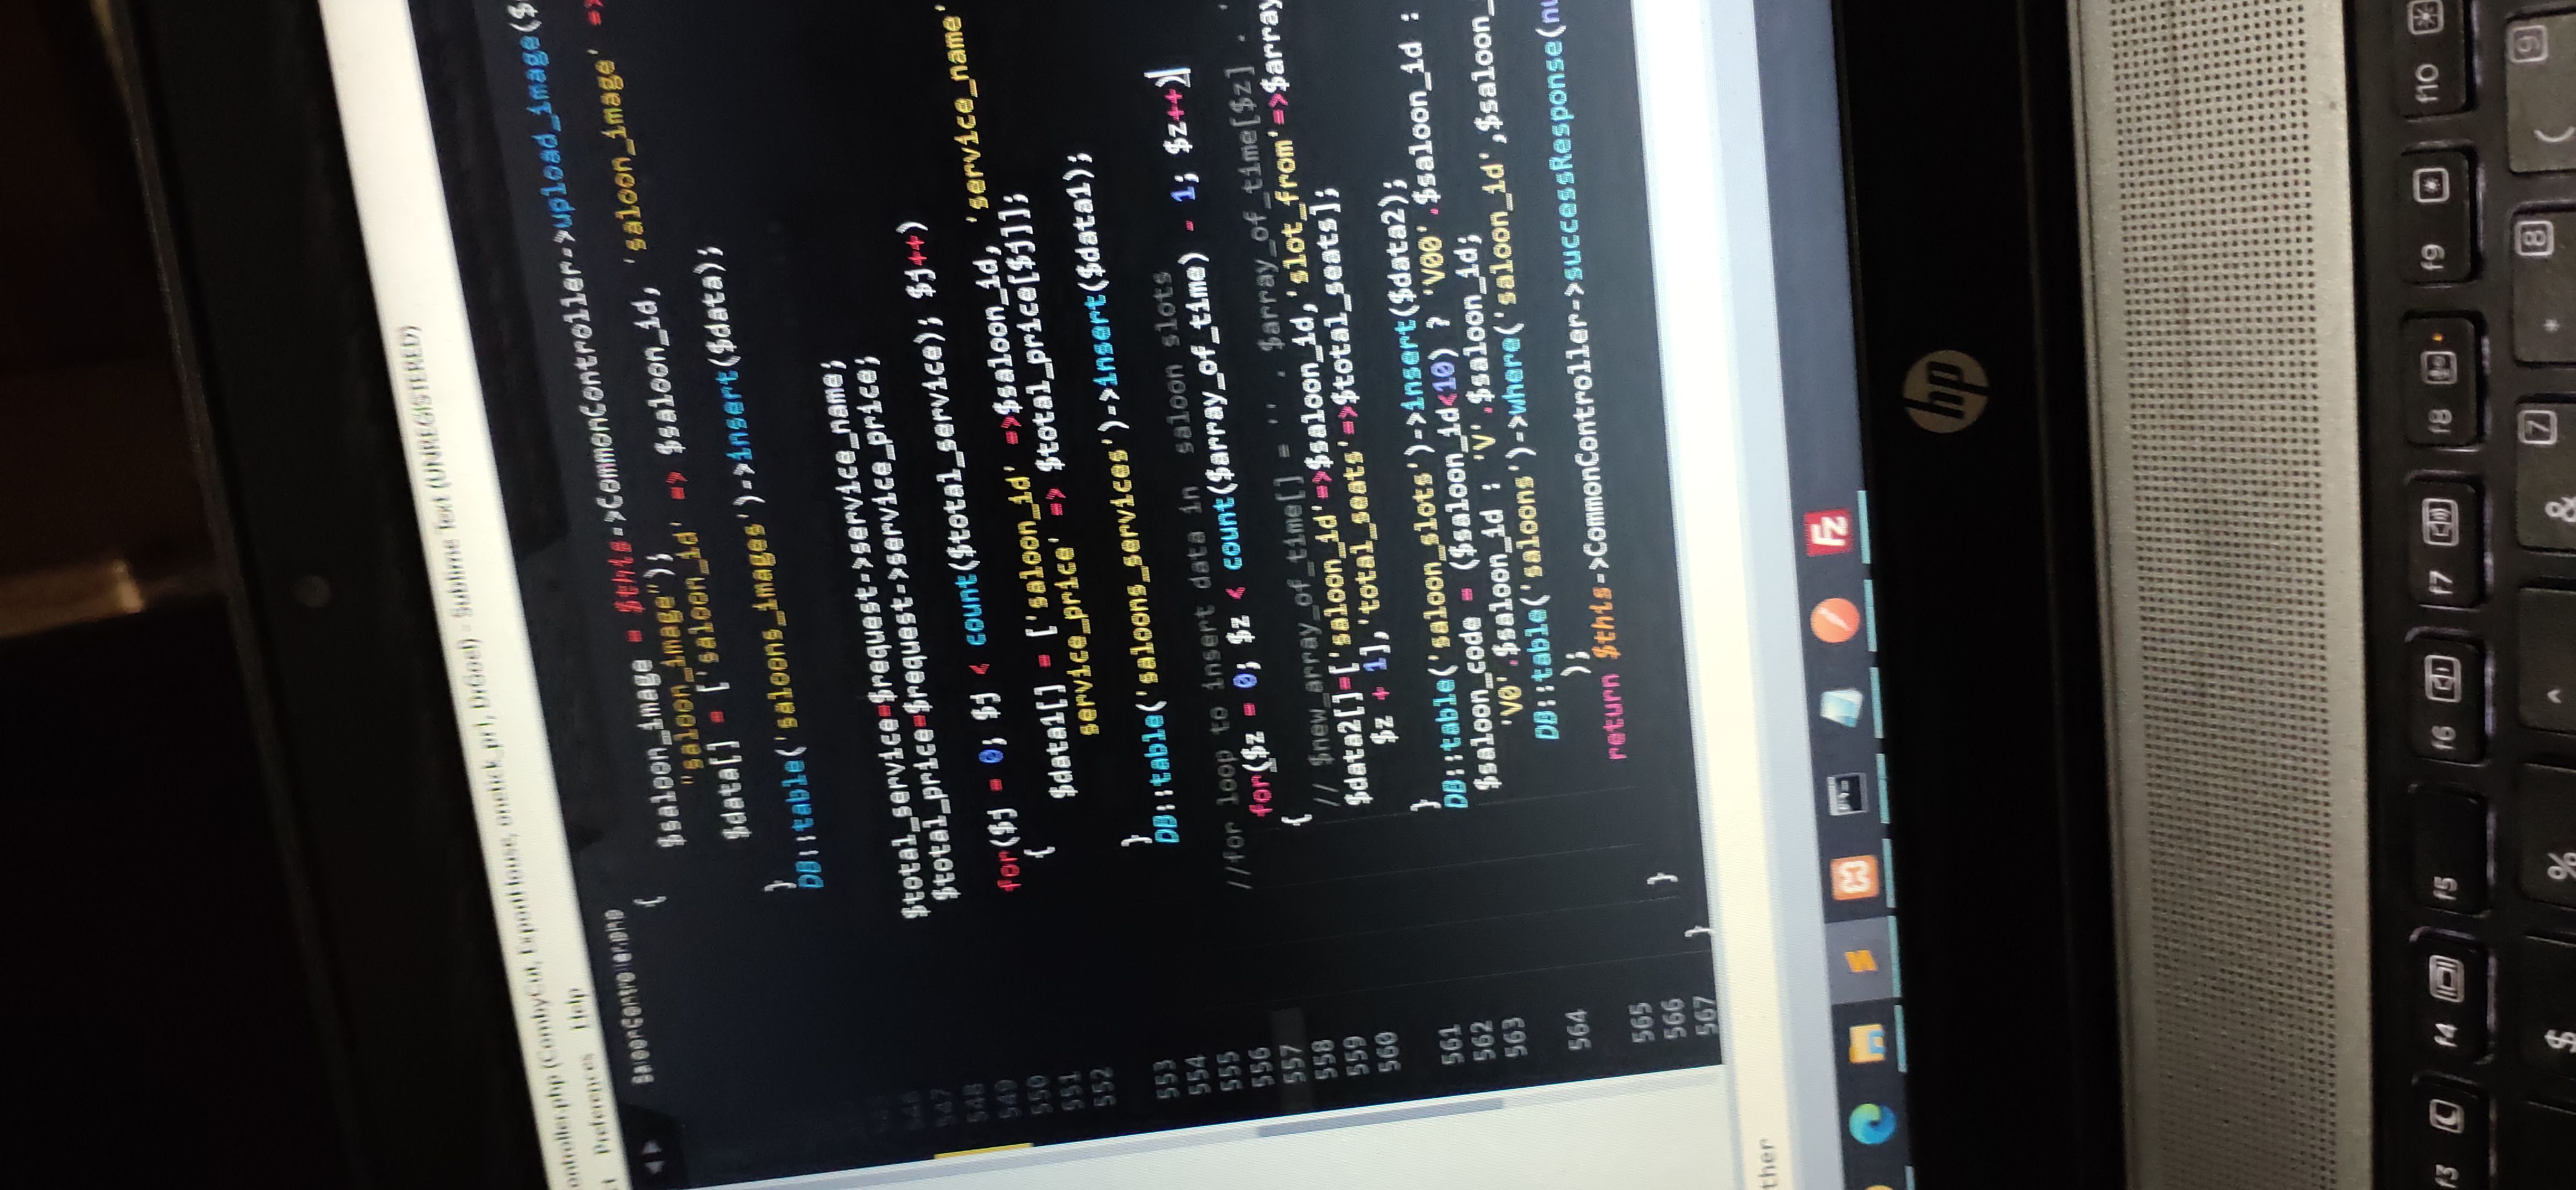 ontroller.php (CombyCut, ExportHouse, onetick_pr1, DrGoel) - Sublime Text (UNREGISTERED)
ct Preferences Help
SaloonController.php
{
$saloon_image = $this->CommonController->upload_image($
"saloon_image");
$data[] = ['saloon_id' => $saloon_id, 'saloon_image' =>
}
DB::table('saloons_images')->insert($data);
$total_service=$request->service_name;
547 $total_price=$request->service_price;
548
549 for($j = 0; $j < count($total_service); $j++)
550 {
551 $data1[] = ['saloon_id' =>$saloon_id, 'service_name'
552 service_price' => $total_price[$j]];
}
553 DB::table('saloons_services')->insert($data1);
554
555 //for loop to insert data in saloon slots
556 for($z = 0; $z < count($array_of_time) - 1; $z++)
557 {
558 // $new_array_of_time[] = '' . $array_of_time[$z] . '
559 $data2[]=['saloon_id'=>$saloon_id,'slot_from'=>$array
560 $z + 1],'total_seats'=>$total_seats];
}
561 DB::table('saloon_slots')->insert($data2);
562 $saloon_code = ($saloon_id<10) ? 'V00'.$saloon_id :
563 'V0'.$saloon_id : 'V'.$saloon_id;
DB::table('saloons')->where('saloon_id',$saloon_
564 );
return $this->CommonController->successResponse(nu
565
566 }
567 }
ther
Fz
hp
f3 f4 f5 f6 f7 f8 f9 f10
$ % ^ & 7 * 8 ( 9